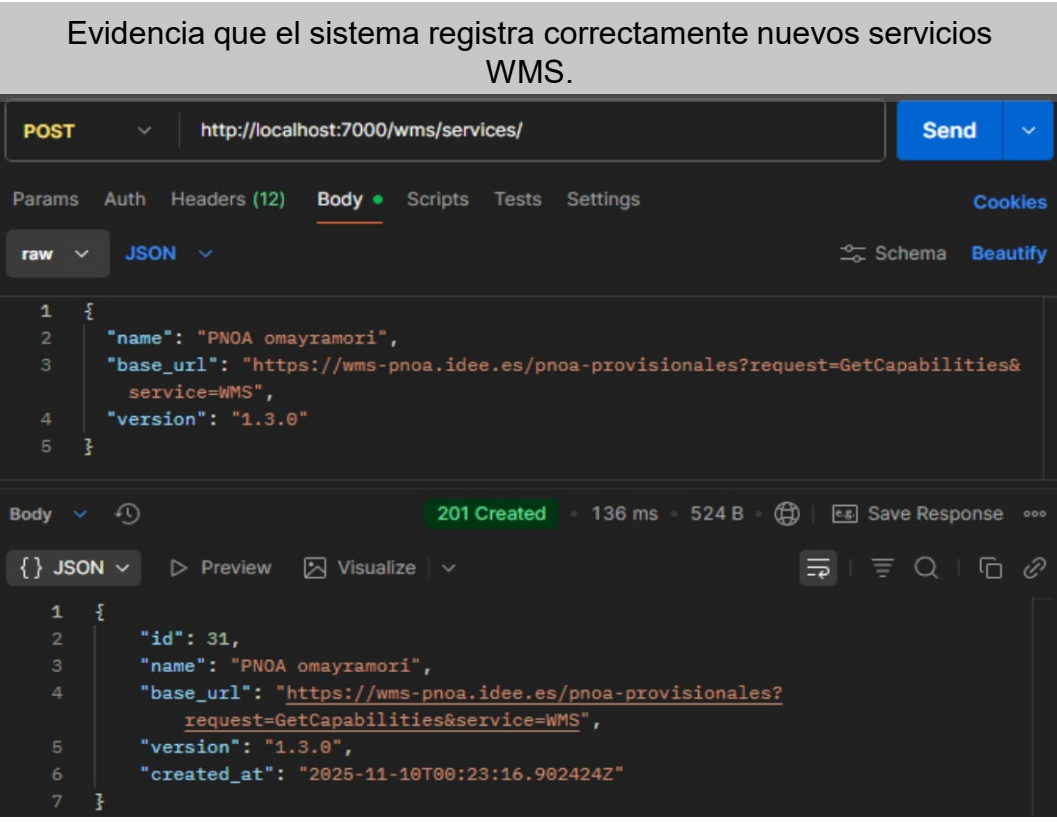 Evidencia que el sistema registra correctamente nuevos servicios
WMS.
POST http://localhost:7000/wms/services/ Send
Params Auth Headers (12) Body Scripts Tests Settings Cookies
raw JSON Schema Beautify
1 {
2 "name": "PNOA omayramori",
3 "base_url": "https://wms-pnoa.idee.es/pnoa-provisionales?request=GetCapabilities&
service=WMS",
4 "version": "1.3.0"
5 }
Body 201 Created • 136 ms • 524 B • e.g. Save Response
{} JSON Preview Visualize
1 {
2 "id": 31,
3 "name": "PNOA omayramori",
4 "base_url": "https://wms-pnoa.idee.es/pnoa-provisionales?
request=GetCapabilities&service=WMS",
5 "version": "1.3.0",
6 "created_at": "2025-11-10T00:23:16.902424Z"
7 }